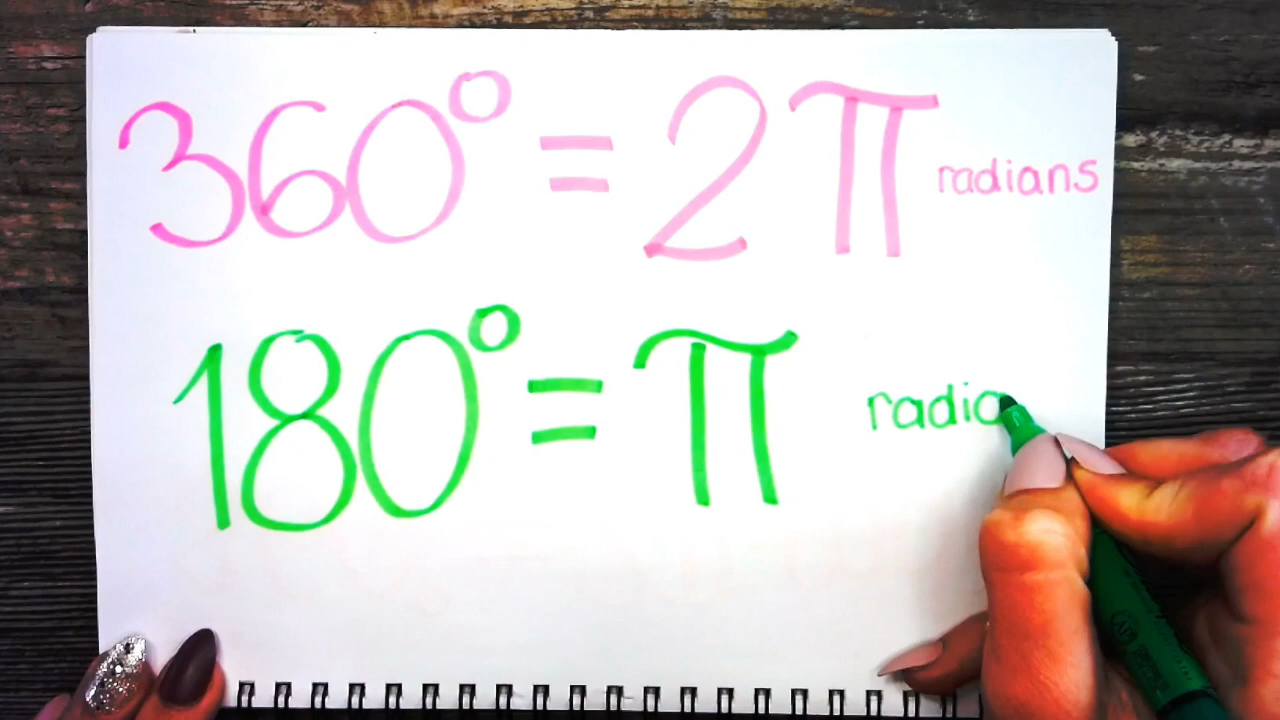 360° = 2π radians
180° = π radia